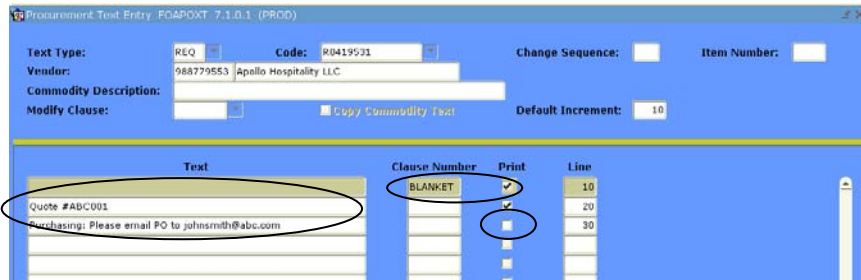 Procurement Text Entry FOAPOXT 7.1.0.1 (PROD)
Text Type: REQ Code: R0419531 Change Sequence: Item Number:
Vendor: 988779553 Apollo Hospitality LLC
Commodity Description:
Modify Clause: Copy Commodity Text Default Increment: 10
Text Clause Number Print Line
BLANKET 10
Quote #ABC001 20
Purchasing: Please email PO to johnsmith@abc.com 30